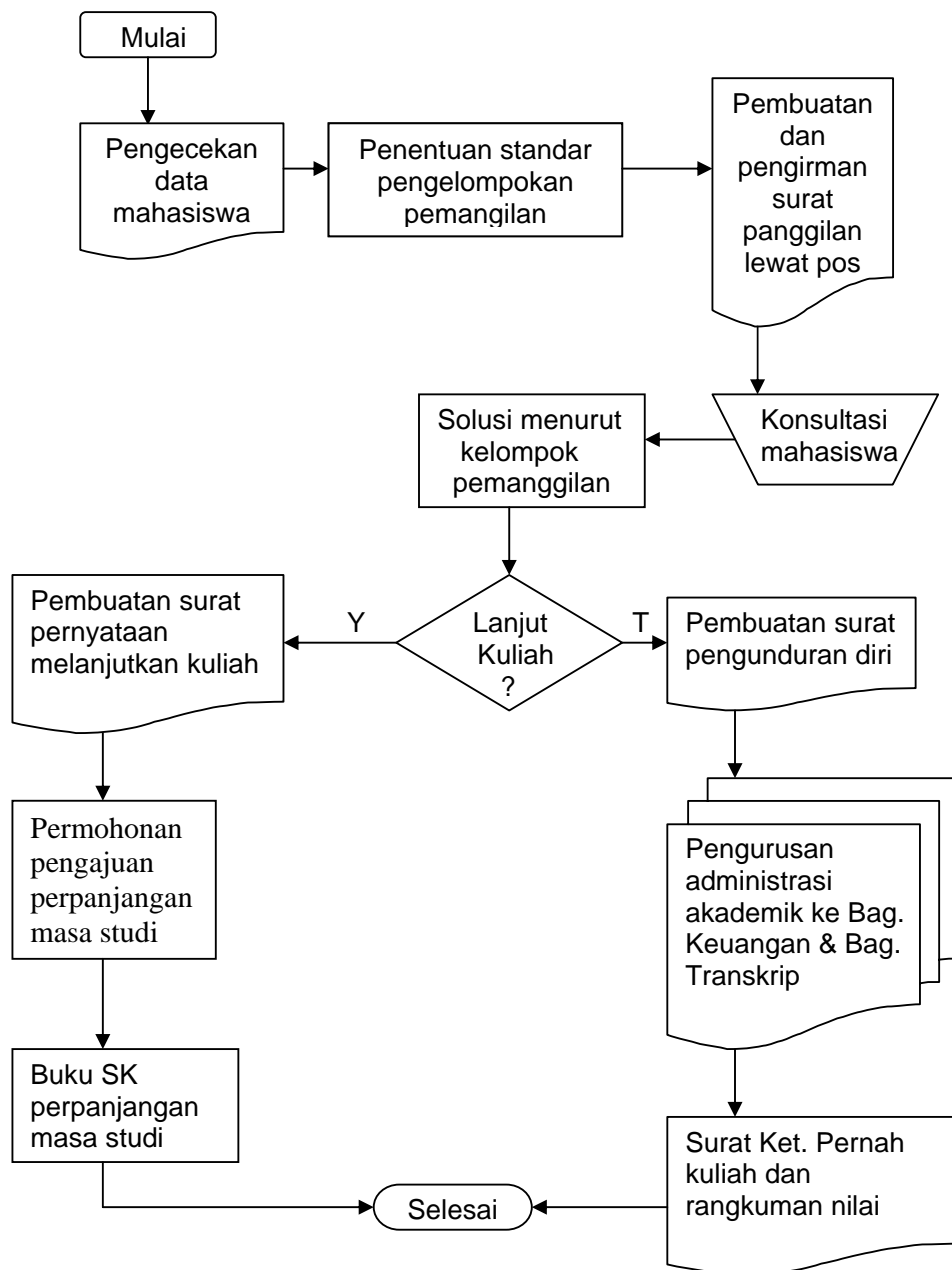 Mulai
Pengecekan
data
mahasiswa
Penentuan standar
pengelompokan
pemangilan
Pembuatan
dan
pengirman
surat
panggilan
lewat pos
Konsultasi
mahasiswa
Solusi menurut
kelompok
pemanggilan
Lanjut
Kuliah
?
Y
T
Pembuatan surat
pernyataan
melanjutkan kuliah
Pembuatan surat
pengunduran diri
Permohonan
pengajuan
perpanjangan
masa studi
Pengurusan
administrasi
akademik ke Bag.
Keuangan & Bag.
Transkrip
Buku SK
perpanjangan
masa studi
Surat Ket. Pernah
kuliah dan
rangkuman nilai
Selesai